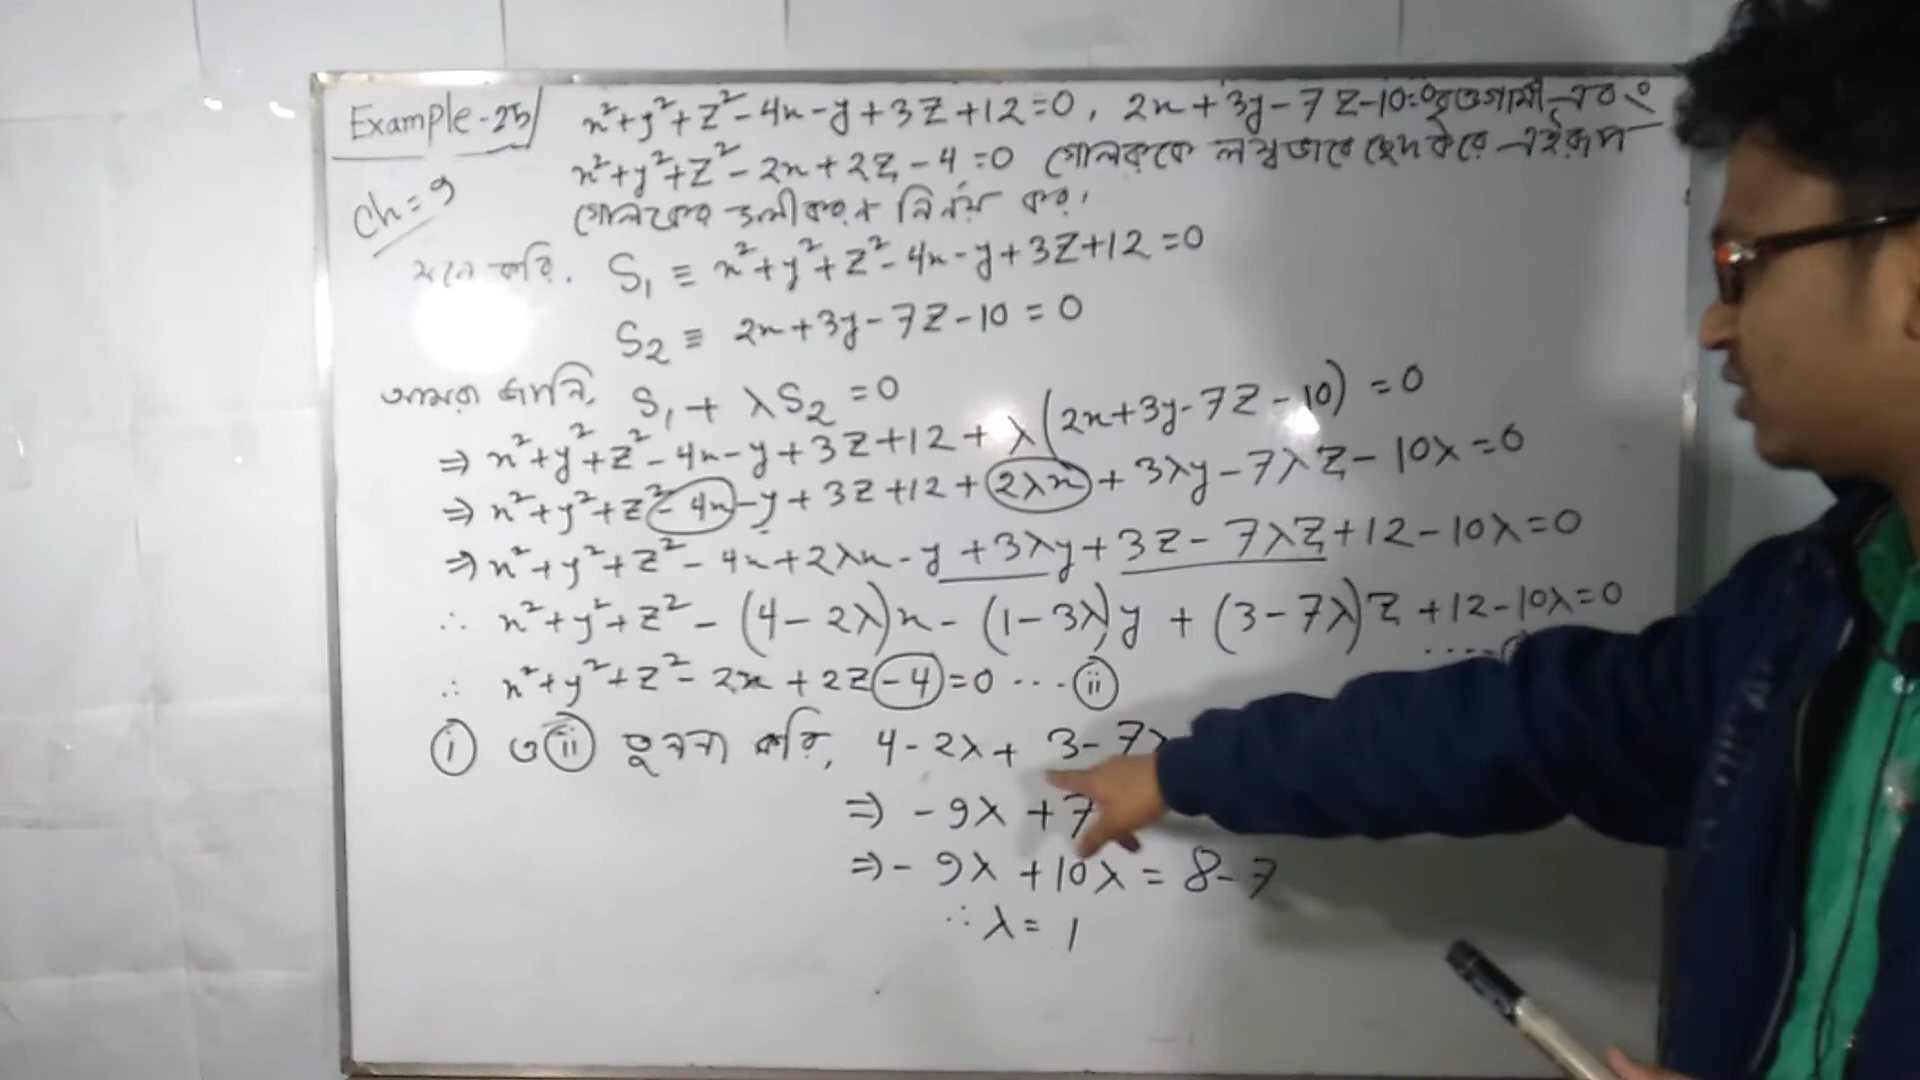 Example-25/ x²+y²+z²-4x-y+3z+12=0, 2x+3y-7z-10=0 বৃত্তগামী এবং
x²+y²+z²-2x+2z-4=0 গোলককে লম্বভাবে ছেদ করে এইরূপ
Ch=9
গোলকের সমীকরণ নির্ণয় কর।
মনে করি, S₁ ≡ x²+y²+z²-4x-y+3z+12=0
S₂ ≡ 2x+3y-7z-10=0
আমরা জানি, S₁+λS₂=0
⇒ x²+y²+z²-4x-y+3z+12+λ(2x+3y-7z-10)=0
⇒ x²+y²+z²-4x-y+3z+12+2λx+3λy-7λz-10λ=0
⇒ x²+y²+z²-4x+2λx-y+3λy+3z-7λz+12-10λ=0
∴ x²+y²+z²-(4-2λ)x-(1-3λ)y+(3-7λ)z+12-10λ=0
∴ x²+y²+z²-2x+2z-4=0 ... (ii)
(i) ও (ii) তুলনা করি, 4-2λ+3-7λ
⇒ -9λ+7
⇒ -9λ+10λ=8-7
∴ λ=1